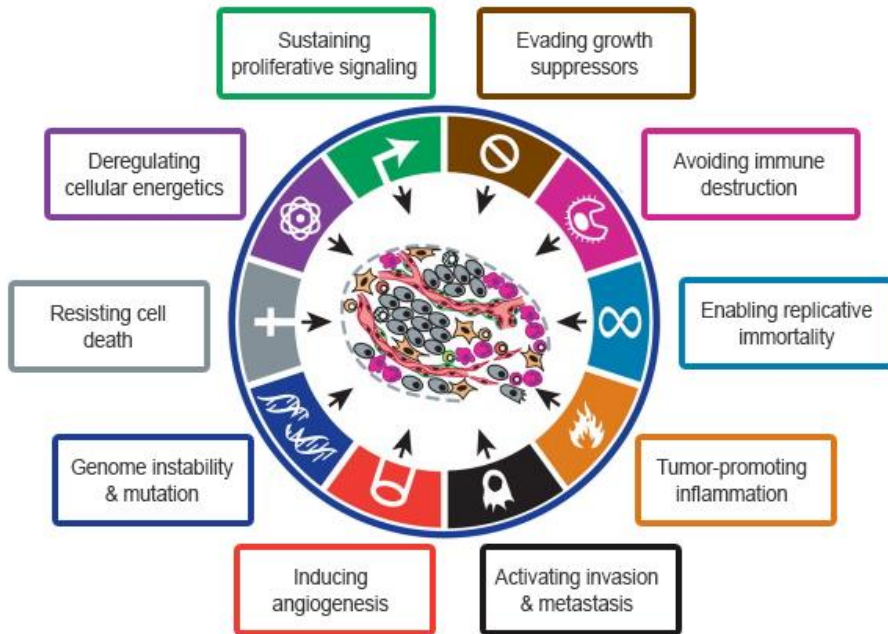 Sustaining
proliferative signaling
Evading growth
suppressors
Deregulating
cellular energetics
Avoiding immune
destruction
Resisting cell
death
Enabling replicative
immortality
Genome instability
& mutation
Tumor-promoting
inflammation
Inducing
angiogenesis
Activating invasion
& metastasis